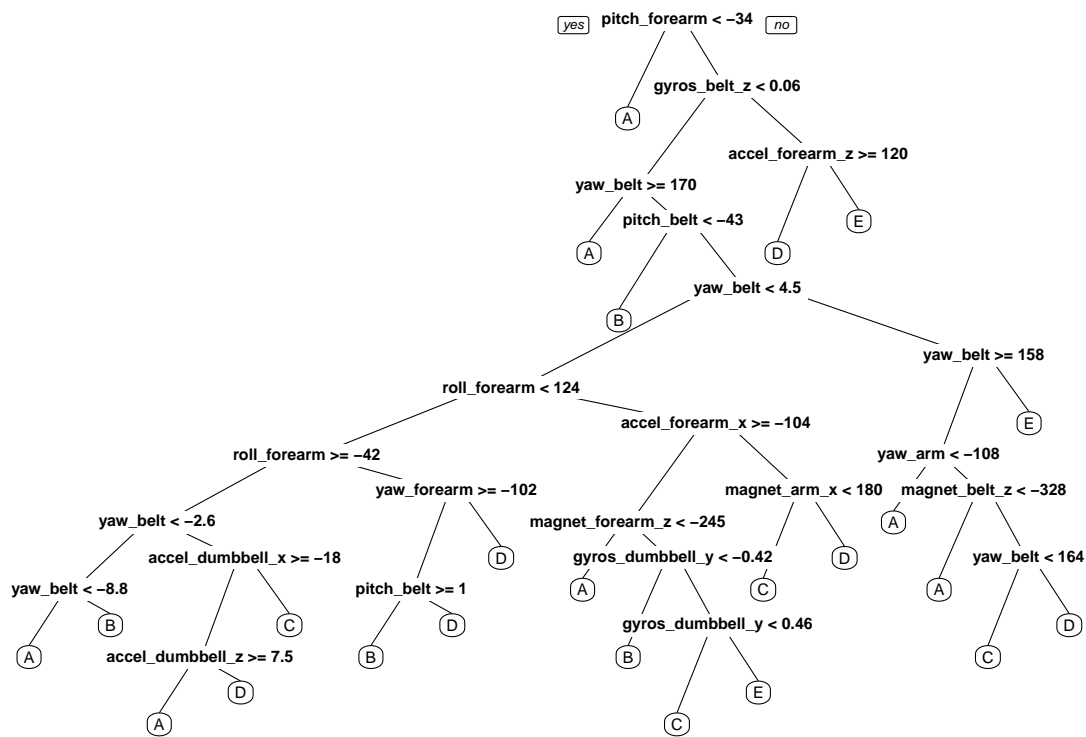 yes pitch_forearm < −34 no
gyros_belt_z < 0.06
A
accel_forearm_z >= 120
yaw_belt >= 170
pitch_belt < −43
E
A
D
yaw_belt < 4.5
B
yaw_belt >= 158
roll_forearm < 124
accel_forearm_x >= −104
E
roll_forearm >= −42
yaw_arm < −108
yaw_forearm >= −102
magnet_arm_x < 180
magnet_belt_z < −328
yaw_belt < −2.6
magnet_forearm_z < −245
A
accel_dumbbell_x >= −18
D
gyros_dumbbell_y < −0.42
D
yaw_belt < 164
yaw_belt < −8.8
pitch_belt >= 1
A
C
A
B
C
D
gyros_dumbbell_y < 0.46
D
A
accel_dumbbell_z >= 7.5
B
B
C
D
E
A
C